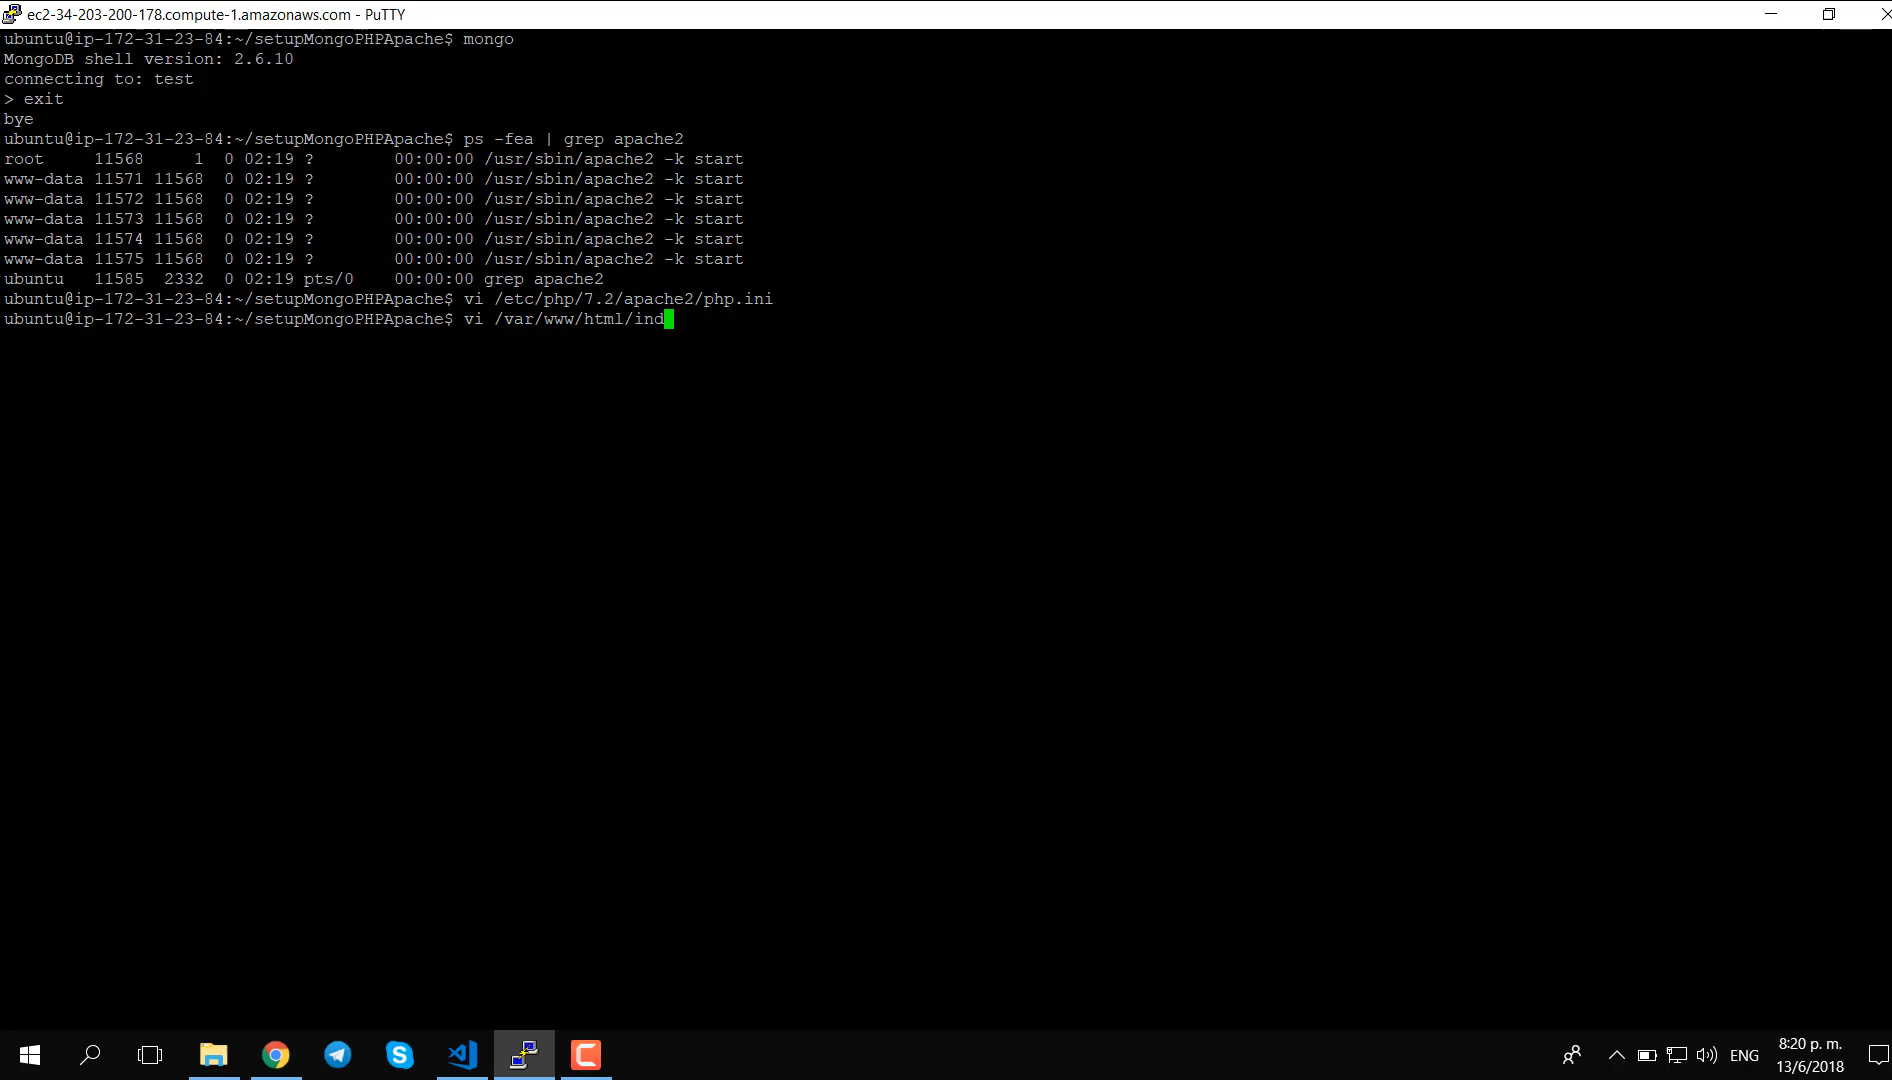 ec2-34-203-200-178.compute-1.amazonaws.com - PuTTY
ubuntu@ip-172-31-23-84:~/setupMongoPHPApache$ mongo
MongoDB shell version: 2.6.10
connecting to: test
> exit
bye
ubuntu@ip-172-31-23-84:~/setupMongoPHPApache$ ps -fea | grep apache2
root     11568     1  0 02:19 ?        00:00:00 /usr/sbin/apache2 -k start
www-data 11571 11568  0 02:19 ?        00:00:00 /usr/sbin/apache2 -k start
www-data 11572 11568  0 02:19 ?        00:00:00 /usr/sbin/apache2 -k start
www-data 11573 11568  0 02:19 ?        00:00:00 /usr/sbin/apache2 -k start
www-data 11574 11568  0 02:19 ?        00:00:00 /usr/sbin/apache2 -k start
www-data 11575 11568  0 02:19 ?        00:00:00 /usr/sbin/apache2 -k start
ubuntu   11585  2332  0 02:19 pts/0    00:00:00 grep apache2
ubuntu@ip-172-31-23-84:~/setupMongoPHPApache$ vi /etc/php/7.2/apache2/php.ini
ubuntu@ip-172-31-23-84:~/setupMongoPHPApache$ vi /var/www/html/ind
ENG
8:20 p. m.
13/6/2018